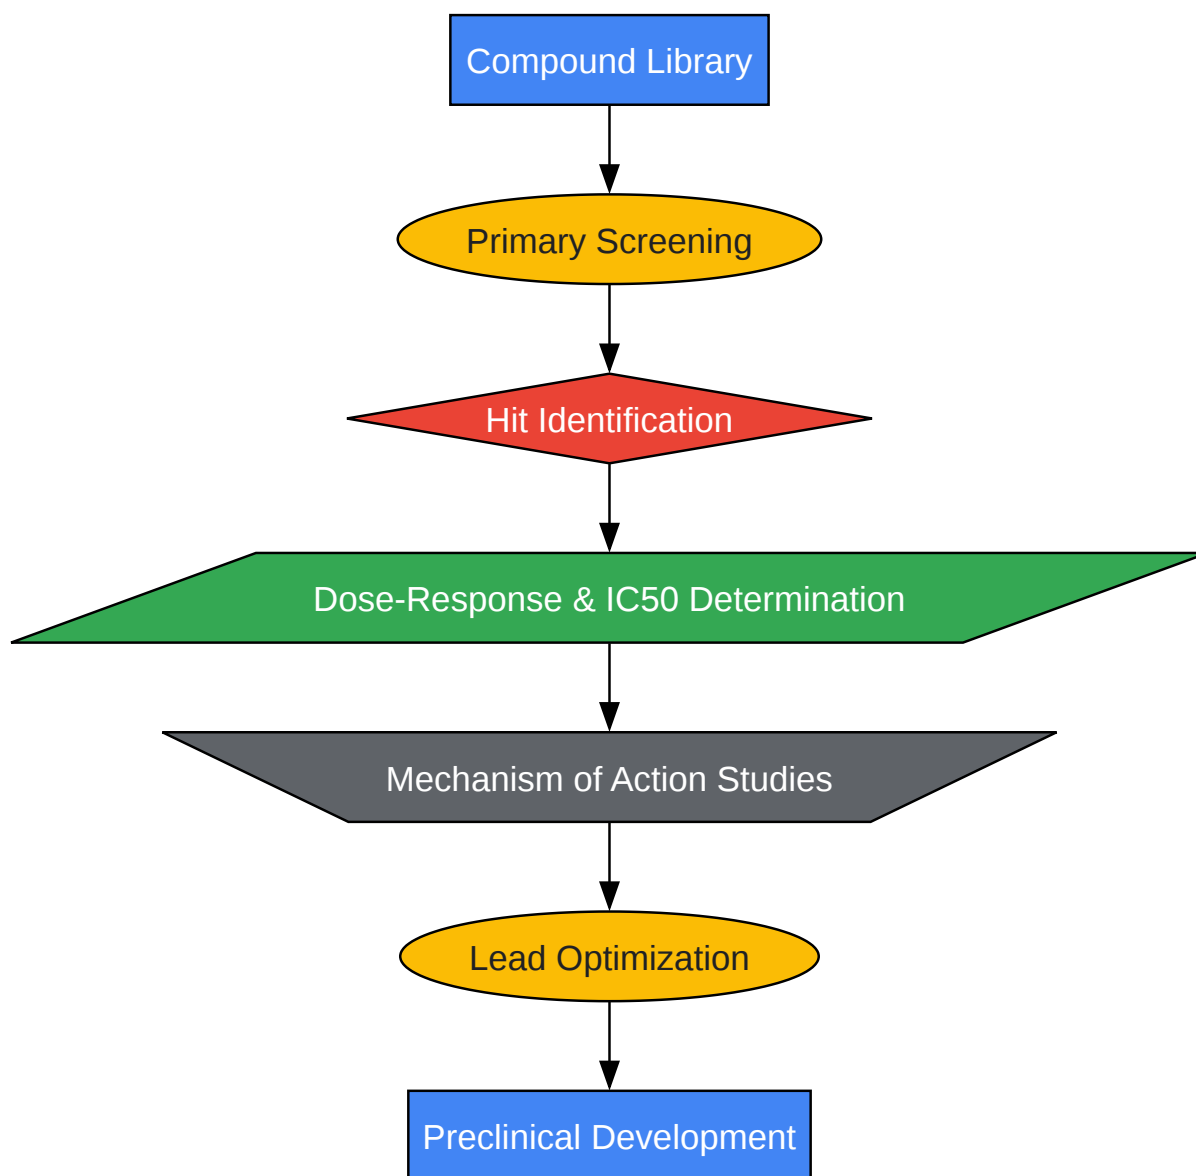 Compound Library
Primary Screening
Hit Identification
Dose-Response & IC50 Determination
Mechanism of Action Studies
Lead Optimization
Preclinical Development